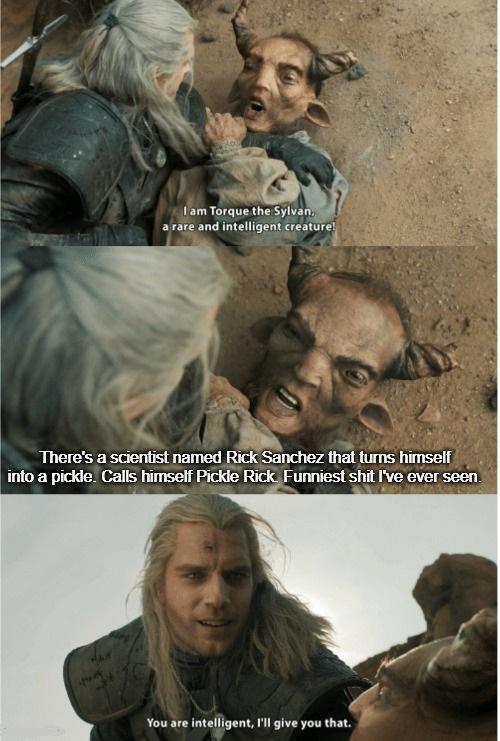 I am Torque the Sylvan,
a rare and intelligent creature!
There's a scientist named Rick Sanchez that turns himself
into a pickle. Calls himself Pickle Rick. Funniest shit I've ever seen.
You are intelligent, I'll give you that.